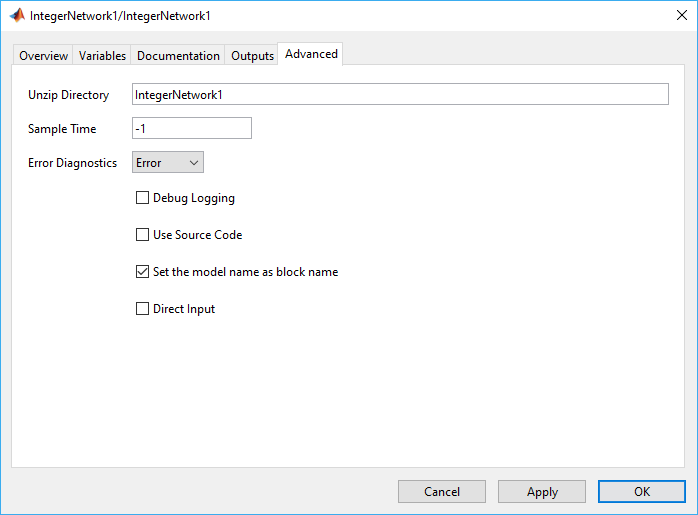 IntegerNetwork1/IntegerNetwork1
Overview Variables Documentation Outputs Advanced
Unzip Directory IntegerNetwork1
Sample Time -1
Error Diagnostics Error
Debug Logging
Use Source Code
Set the model name as block name
Direct Input
Cancel Apply OK